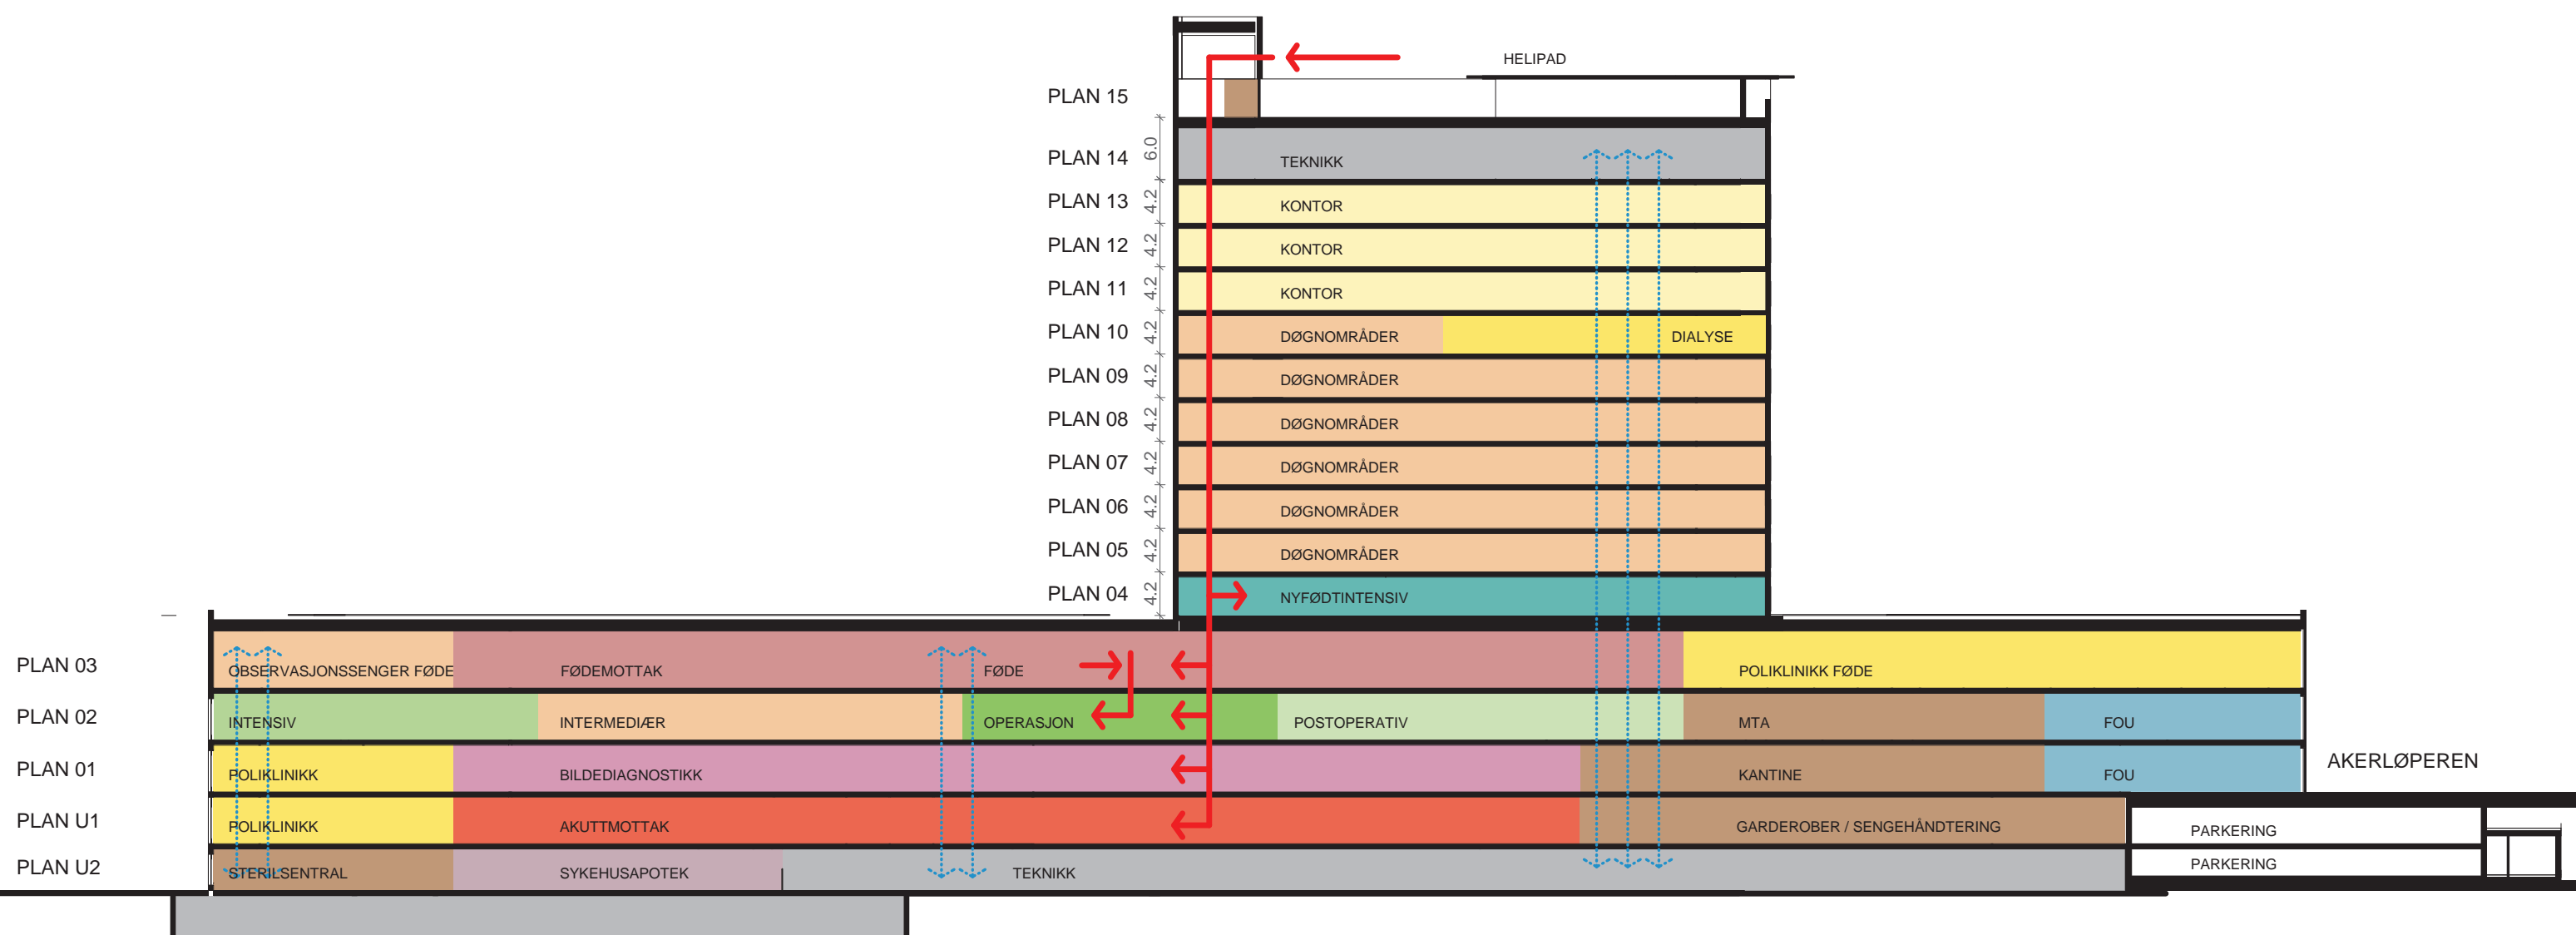 HELIPAD
PLAN 15
PLAN 14 6.0 TEKNIKK
PLAN 13 4.2 KONTOR
PLAN 12 4.2 KONTOR
PLAN 11 4.2 KONTOR
PLAN 10 4.2 DØGNOMRÅDER DIALYSE
PLAN 09 4.2 DØGNOMRÅDER
PLAN 08 4.2 DØGNOMRÅDER
PLAN 07 4.2 DØGNOMRÅDER
PLAN 06 4.2 DØGNOMRÅDER
PLAN 05 4.2 DØGNOMRÅDER
PLAN 04 4.2 NYFØDTINTENSIV
PLAN 03 OBSERVASJONSSENGER FØDE FØDEMOTTAK FØDE POLIKLINIKK FØDE
PLAN 02 INTENSIV INTERMEDIÆR OPERASJON POSTOPERATIV MTA FOU
PLAN 01 POLIKLINIKK BILDEDIAGNOSTIKK KANTINE FOU AKERLØPEREN
PLAN U1 POLIKLINIKK AKUTTMOTTAK GARDEROBER / SENGEHÅNDTERING PARKERING
PLAN U2 STERILSENTRAL SYKEHUSAPOTEK TEKNIKK PARKERING